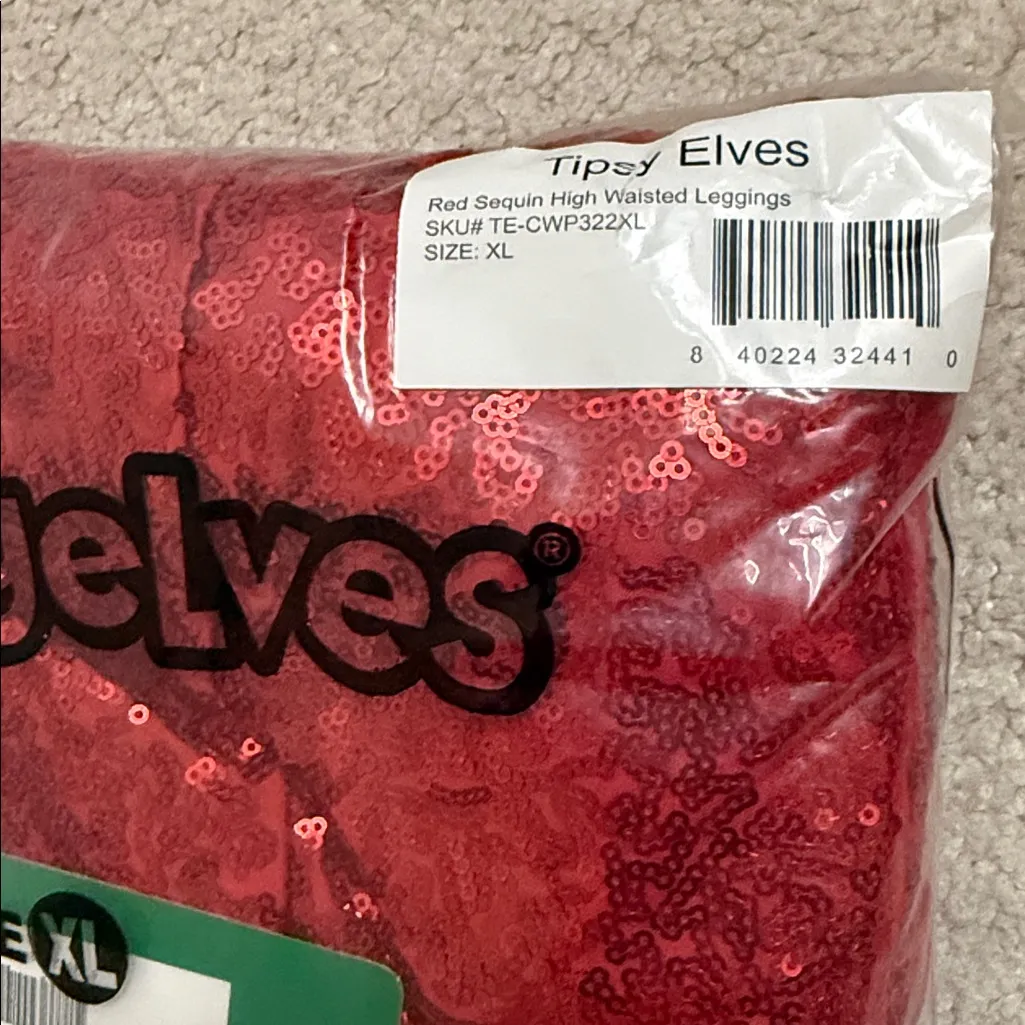 Tipsy Elves
Red Sequin High Waisted Leggings
SKU# TE-CWP322XL
SIZE: XL
8 40224 32441 0
elves®
XL